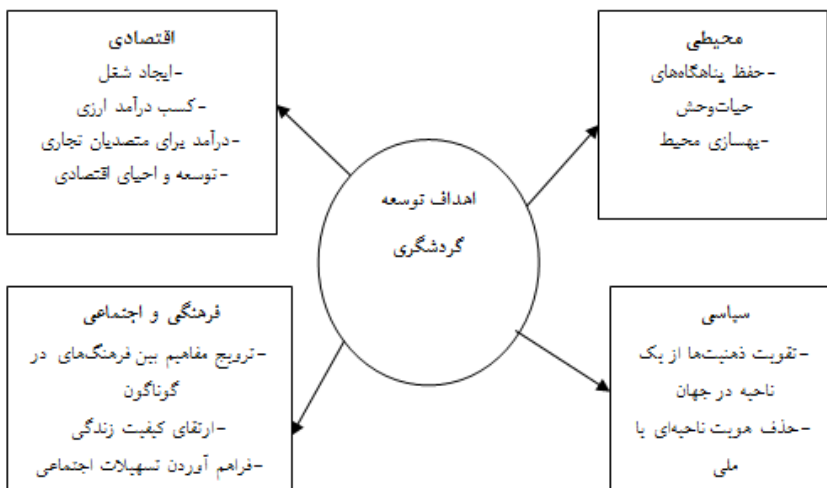 محیطی
-حفظ پناهگاه‌های
حیات‌وحش
-بهسازی محیط
اقتصادی
-ایجاد شغل
-کسب درآمد ارزی
-درآمد برای متصدیان تجاری
-توسعه و احیای اقتصادی
اهداف توسعه
گردشگری
سیاسی
-تقویت ذهنیت‌ها از یک
ناحیه در جهان
-حذف هویت ناحیه‌ای یا
ملی
فرهنگی و اجتماعی
-ترویج مفاهیم بین فرهنگ‌های در
گوناگون
-ارتقای کیفیت زندگی
-فراهم آوردن تسهیلات اجتماعی